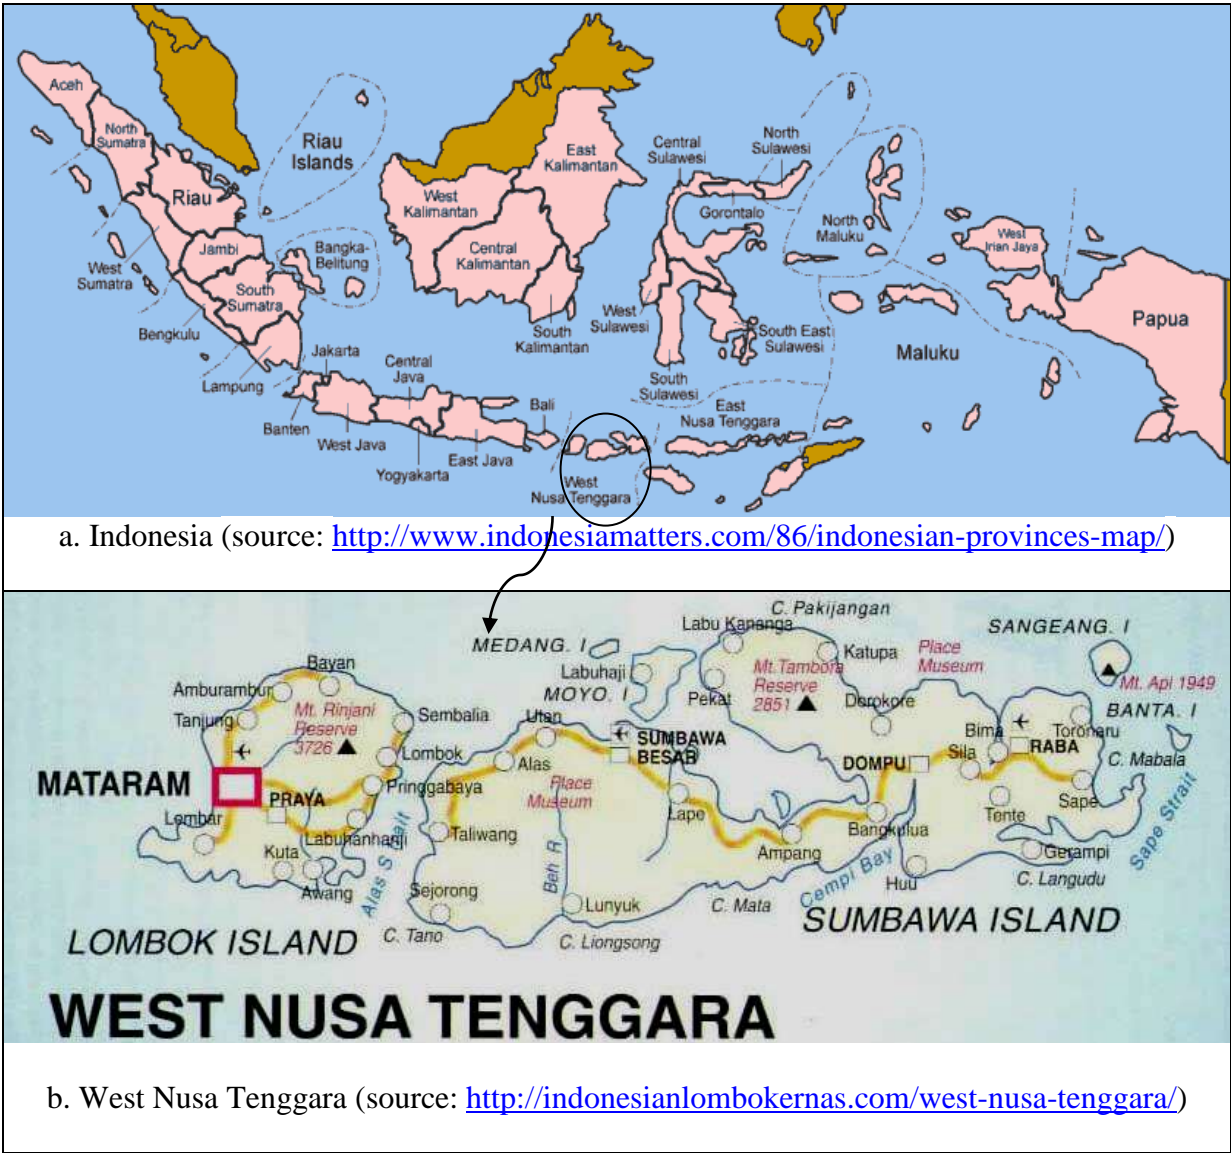 Aceh
North
Sumatra
Riau
Islands
Riau
West
Sumatra
Jambi
Bangka-
Belitung
South
Sumatra
Bengkulu
Lampung
Jakarta
Banten
West Java
Central
Java
Yogyakarta
East Java
Bali
West
Kalimantan
Central
Kalimantan
East
Kalimantan
South
Kalimantan
Central
Sulawesi
North
Sulawesi
Gorontalo
West
Sulawesi
South
Sulawesi
South East
Sulawesi
North
Maluku
Maluku
West
Irian Jaya
Papua
East
Nusa Tenggara
West
Nusa Tenggara
a. Indonesia (source: http://www.indonesiamatters.com/86/indonesian-provinces-map/)
MEDANG. I
Labuhaji
MOYO. I
Labu Kananga
C. Pakijangan
Katupa
Place
Museum
SANGEANG. I
Mt. Api 1949
BANTA. I
Bayan
Amburambur
Tanjung
Mt. Rinjani
Reserve
3726
Sembalia
Lombok
Pringgabaya
MATARAM
PRAYA
Lembar
Labuhanhanji
Kuta
Awang
Alas Strait
LOMBOK ISLAND
Utan
Alas
SUMBAWA
BESAR
Place
Museum
Taliwang
Sejorong
C. Tano
Beh R.
Lunyuk
C. Liongsong
Lape
Ampang
C. Mata
Pekat
Mt.Tambora
Reserve
2851
Dorokore
DOMPU
Bangkulua
Cempi Bay
Huu
Sila
Bima
RABA
Toronaru
C. Mabala
Sape
Sape Strait
Tente
Gerampi
C. Langudu
SUMBAWA ISLAND
WEST NUSA TENGGARA
b. West Nusa Tenggara (source: http://indonesianlombokernas.com/west-nusa-tenggara/)